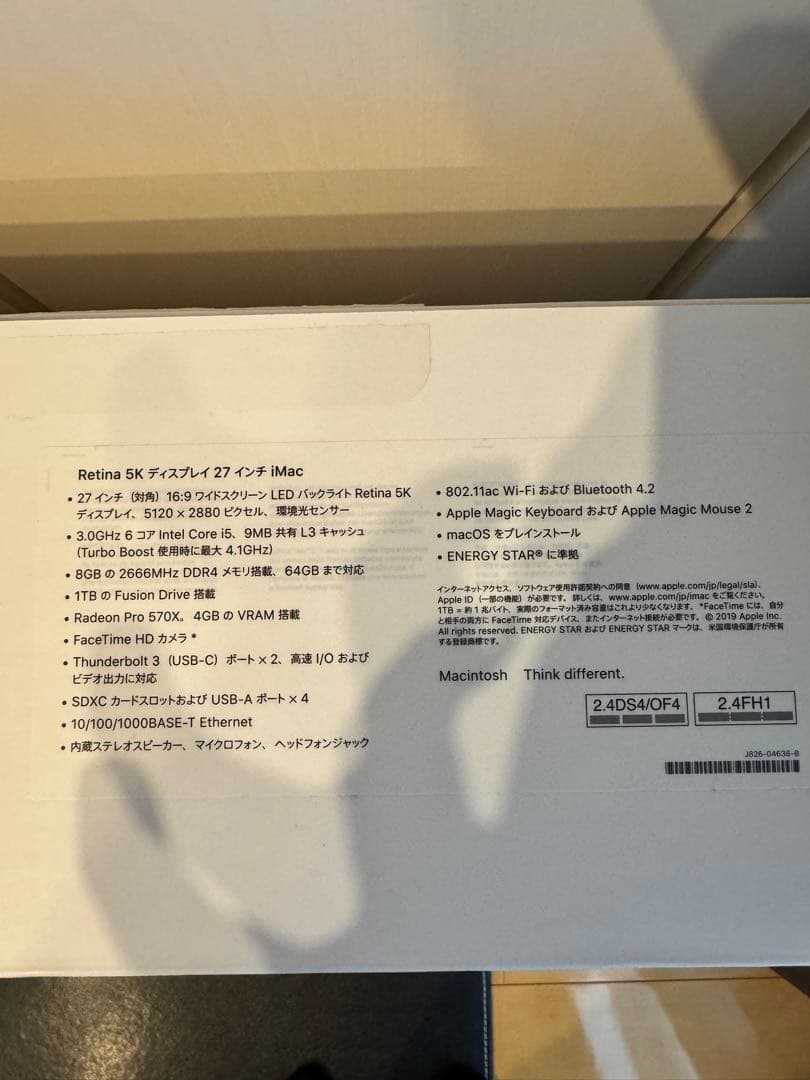 Retina 5K ディスプレイ 27 インチ iMac
• 27 インチ（対角）16:9 ワイドスクリーン LED バックライト Retina 5K
ディスプレイ、5120 × 2880 ピクセル、環境光センサー
• 3.0GHz 6 コア Intel Core i5、9MB 共有 L3 キャッシュ
(Turbo Boost 使用時に最大 4.1GHz)
• 8GB の 2666MHz DDR4 メモリ搭載、64GB まで対応
• 1TB の Fusion Drive 搭載
• Radeon Pro 570X。4GB の VRAM 搭載
• FaceTime HD カメラ *
• Thunderbolt 3（USB-C）ポート × 2、高速 I/O および
ビデオ出力に対応
• SDXC カードスロットおよび USB-A ポート × 4
• 10/100/1000BASE-T Ethernet
• 内蔵ステレオスピーカー、マイクロフォン、ヘッドフォンジャック
• 802.11ac Wi-Fi および Bluetooth 4.2
• Apple Magic Keyboard および Apple Magic Mouse 2
• macOS をプレインストール
• ENERGY STAR® に準拠
インターネットアクセス、ソフトウェア使用許諾契約への同意（www.apple.com/jp/legal/sla）、
Apple ID（一部の機能）が必要です。詳しくは、www.apple.com/jp/imac をご覧ください。
1TB = 約 1 兆バイト、実際のフォーマット済み容量はこれより少なくなります。*FaceTime には、自分
と相手の両方に FaceTime 対応デバイス、またインターネット接続が必要です。© 2019 Apple Inc.
All rights reserved. ENERGY STAR および ENERGY STAR マークは、米国環境保護庁が所有
する登録商標です。
Macintosh Think different.
2.4DS4/OF4 2.4FH1
J826-04638-B